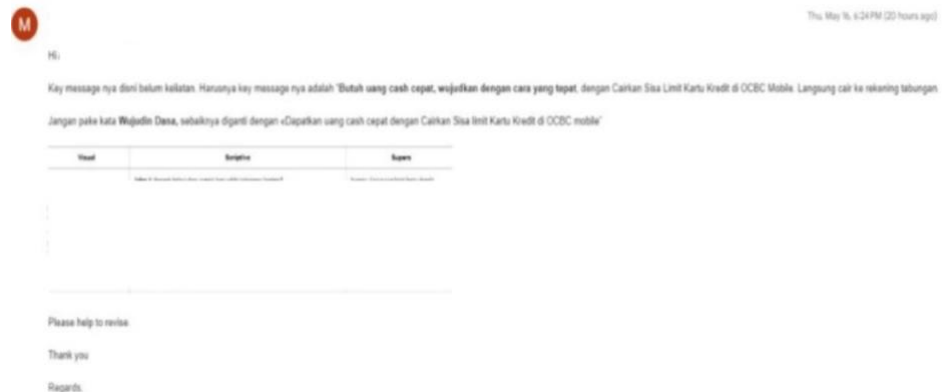 M
Thu, May 16, 6:24 PM (20 hours ago)
Hi,
Key message nya disni belum keliatan. Harusnya key message nya adalah "Butuh uang cash cepat, wujudkan dengan cara yang tepat, dengan Cairkan Sisa Limit Kartu Kredit di OCBC Mobile. Langsung cair ke rekening tabungan.
Jangan pake kata Wujudin Dana, sebaiknya diganti dengan «Dapatkan uang cash cepat dengan Cairkan Sisa limit Kartu Kredit di OCBC mobile"
Visual Scriptive Supers
Please help to revise
Thank you
Regards,